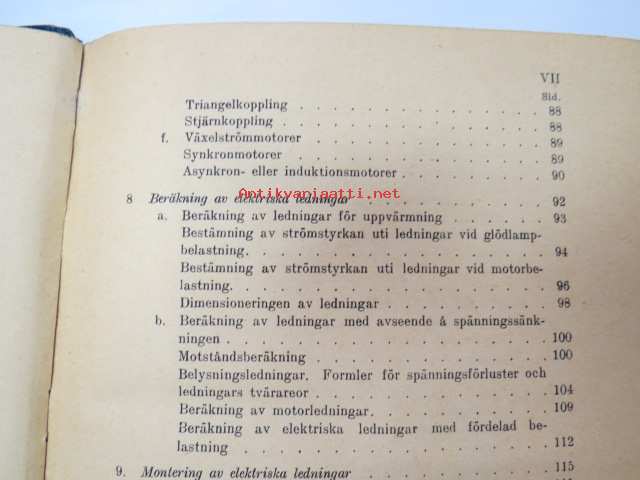 VII
Sid.
Triangelkoppling . . . . . . . . . . . . . 88
Stjärnkoppling . . . . . . . . . . . . . . 88
f. Växelströmmotorer . . . . . . . . . . . . 89
Synkronmotorer . . . . . . . . . . . . . . 89
Asynkron- eller induktionsmotorer . . . . . . . 90
Antikvariaatti.net
8 Beräkning av elektriska ledningar . . . . . . . . . 92
a. Beräkning av ledningar för uppvärmning . . . . . 93
Bestämning av strömstyrkan uti ledningar vid glödlamp-
belastning. . . . . . . . . . . . . . . . 94
Bestämning av strömstyrkan uti ledningar vid motorbe-
lastning. . . . . . . . . . . . . . . . . 96
Dimensioneringen av ledningar . . . . . . . . . 98
b. Beräkning av ledningar med avseende å spänningssänk-
ningen . . . . . . . . . . . . . . . . . 100
Motståndsberäkning . . . . . . . . . . . . 100
Belysningsledningar. Formler för spänningsförluster och
ledningars tvärareor . . . . . . . . . . . . 104
Beräkning av motorledningar. . . . . . . . . . 109
Beräkning av elektriska ledningar med fördelad be-
lastning . . . . . . . . . . . . . . . . 112
9. Montering av elektriska ledningar . . . . . . . . . 115